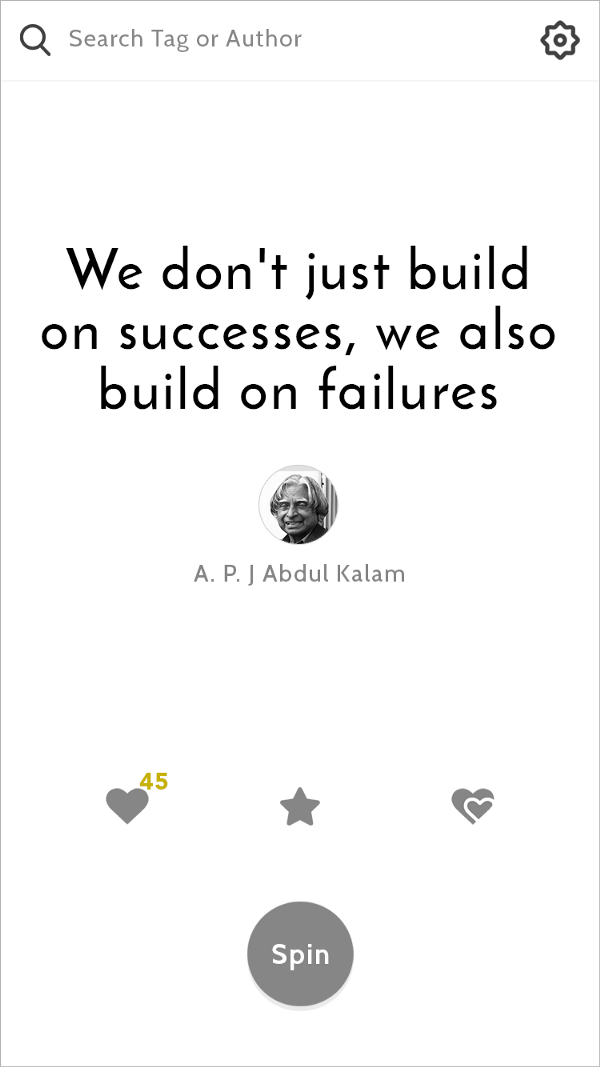 Search Tag or Author
We don't just build
on successes, we also
build on failures
A. P. J Abdul Kalam
45
Spin